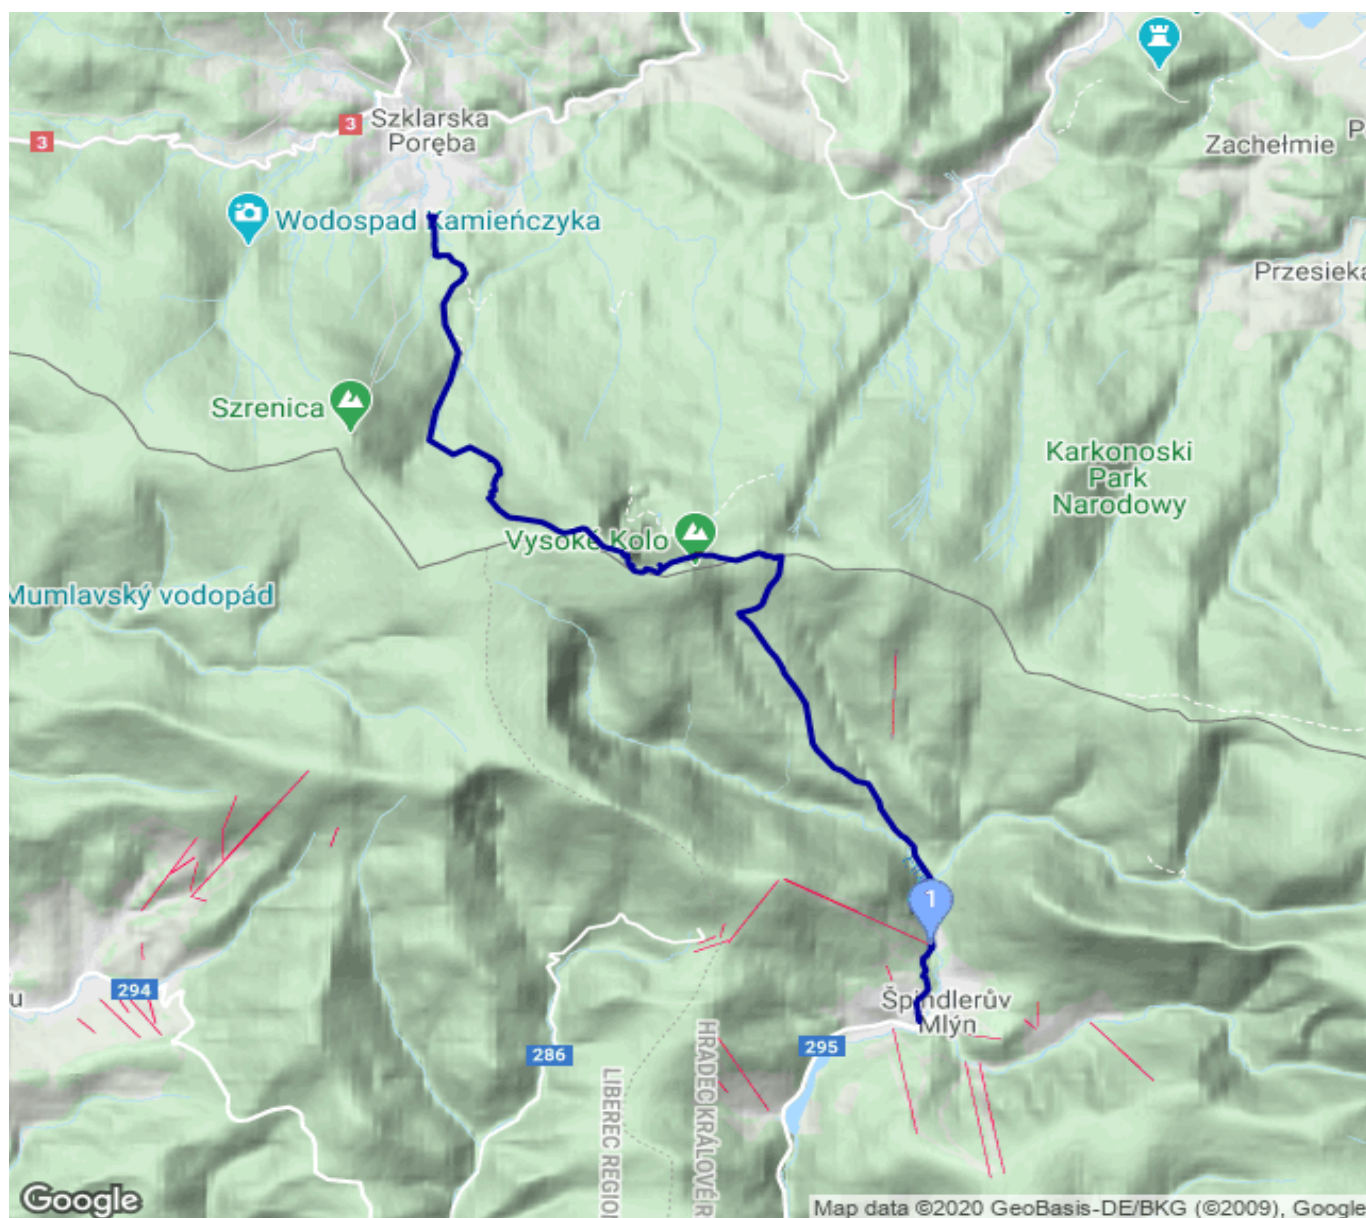 Szklarska
Poręba
3
3
Zachełmie
Wodospad Kamieńczyka
Przesieka
Szrenica
Karkonoski
Park
Narodowy
Vysoké Kolo
Mumlavský vodopád
1
294
Špindlerův
Mlýn
295
286
LIBEREC REGION
HRADEC KRÁLOVÉ R
Google
Map data ©2020 GeoBasis-DE/BKG (©2009), Google